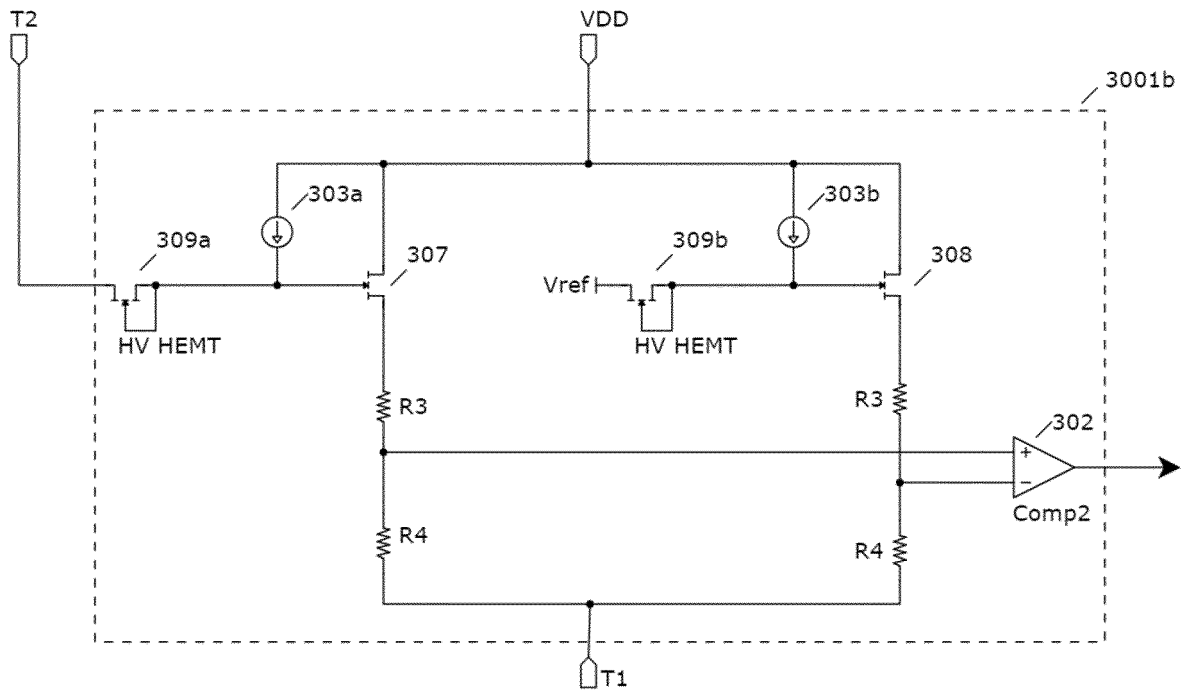 T2
VDD
3001b
303a
303b
309a
307
309b
308
Vref
HV HEMT
HV HEMT
R3
R3
302
+
−
Comp2
R4
R4
T1